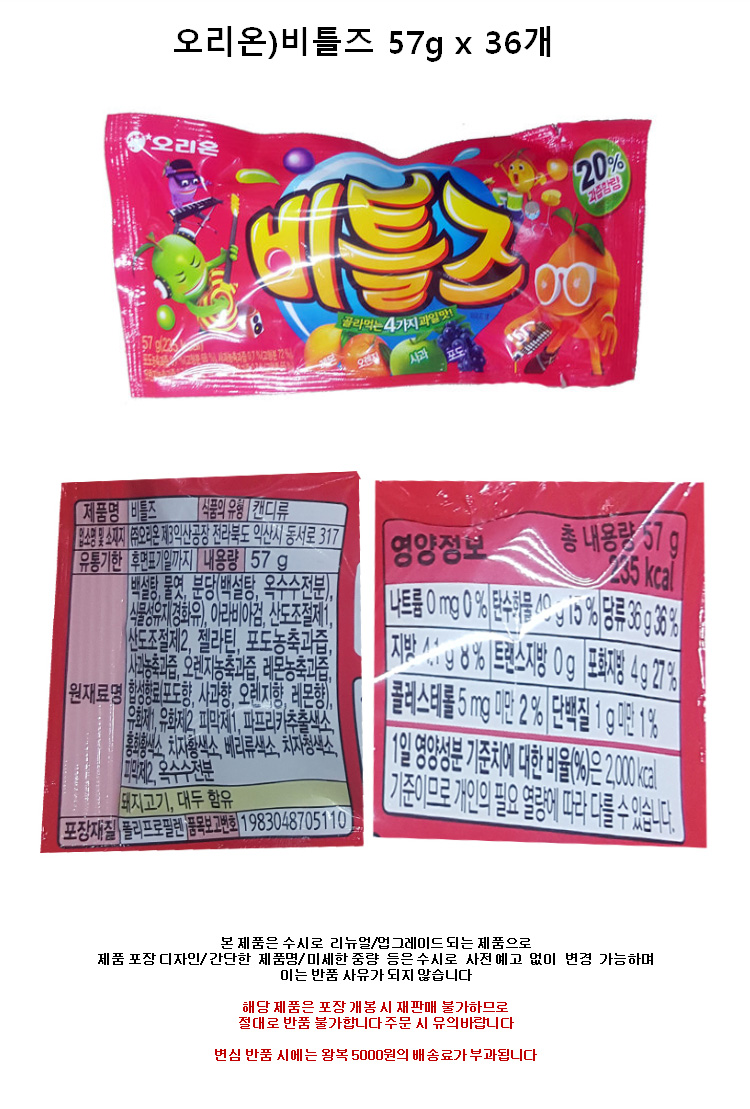 오리온)비틀즈 57g x 36개
오리온
20%
과즙함량
비틀즈
골라먹는 4가지 과일맛!
오렌지
사과
포도
57 g
제품명 비틀즈 식품의 유형 캔디류
업소명 및 소재지 ㈜오리온 제3익산공장 전라북도 익산시 동서로 317
유통기한 후면표기일까지 내용량 57 g
원재료명
백설탕, 물엿, 분당(백설탕, 옥수수전분),
식물성유지(경화유), 아라비아검, 산도조절제1,
산도조절제2, 젤라틴, 포도농축과즙,
사과농축과즙, 오렌지농축과즙, 레몬농축과즙,
합성향료(포도향, 사과향, 오렌지향, 레몬향),
유화제1, 유화제2, 피막제1, 파프리카추출색소,
홍화황색소, 치자황색소, 베리류색소, 치자청색소,
피막제2, 옥수수전분
돼지고기, 대두 함유
포장재질 폴리프로필렌 품목보고번호 1983048705110
영양정보 총 내용량 57 g
235 kcal
나트륨 0 mg 0 % 탄수화물 49 g 15 % 당류 36 g 36 %
지방 4.1 g 8 % 트랜스지방 0 g 포화지방 4 g 27 %
콜레스테롤 5 mg 미만 2 % 단백질 1 g 미만 1 %
1일 영양성분 기준치에 대한 비율(%)은 2,000 kcal
기준이므로 개인의 필요 열량에 따라 다를 수 있습니다.
본 제품은 수시로 리뉴얼/업그레이드 되는 제품으로
제품 포장 디자인/간단한 제품명/미세한 중량 등은 수시로 사전 예고 없이 변경 가능하며
이는 반품 사유가 되지 않습니다
해당 제품은 포장 개봉 시 재판매 불가하므로
절대로 반품 불가합니다 주문 시 유의바랍니다
변심 반품 시에는 왕복 5000원의 배송료가 부과됩니다